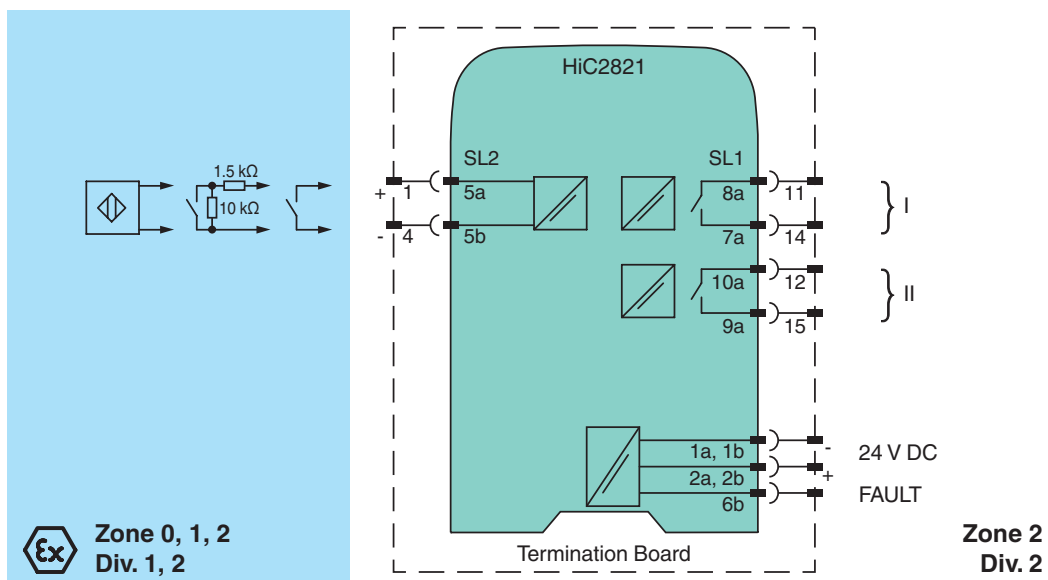 HiC2821
SL2
SL1
1.5 kΩ
10 kΩ
+
1
5a
-
4
5b
8a
11
7a
14
I
10a
12
9a
15
II
1a, 1b
-
24 V DC
2a, 2b
+
6b
FAULT
Ex
Zone 0, 1, 2
Div. 1, 2
Termination Board
Zone 2
Div. 2